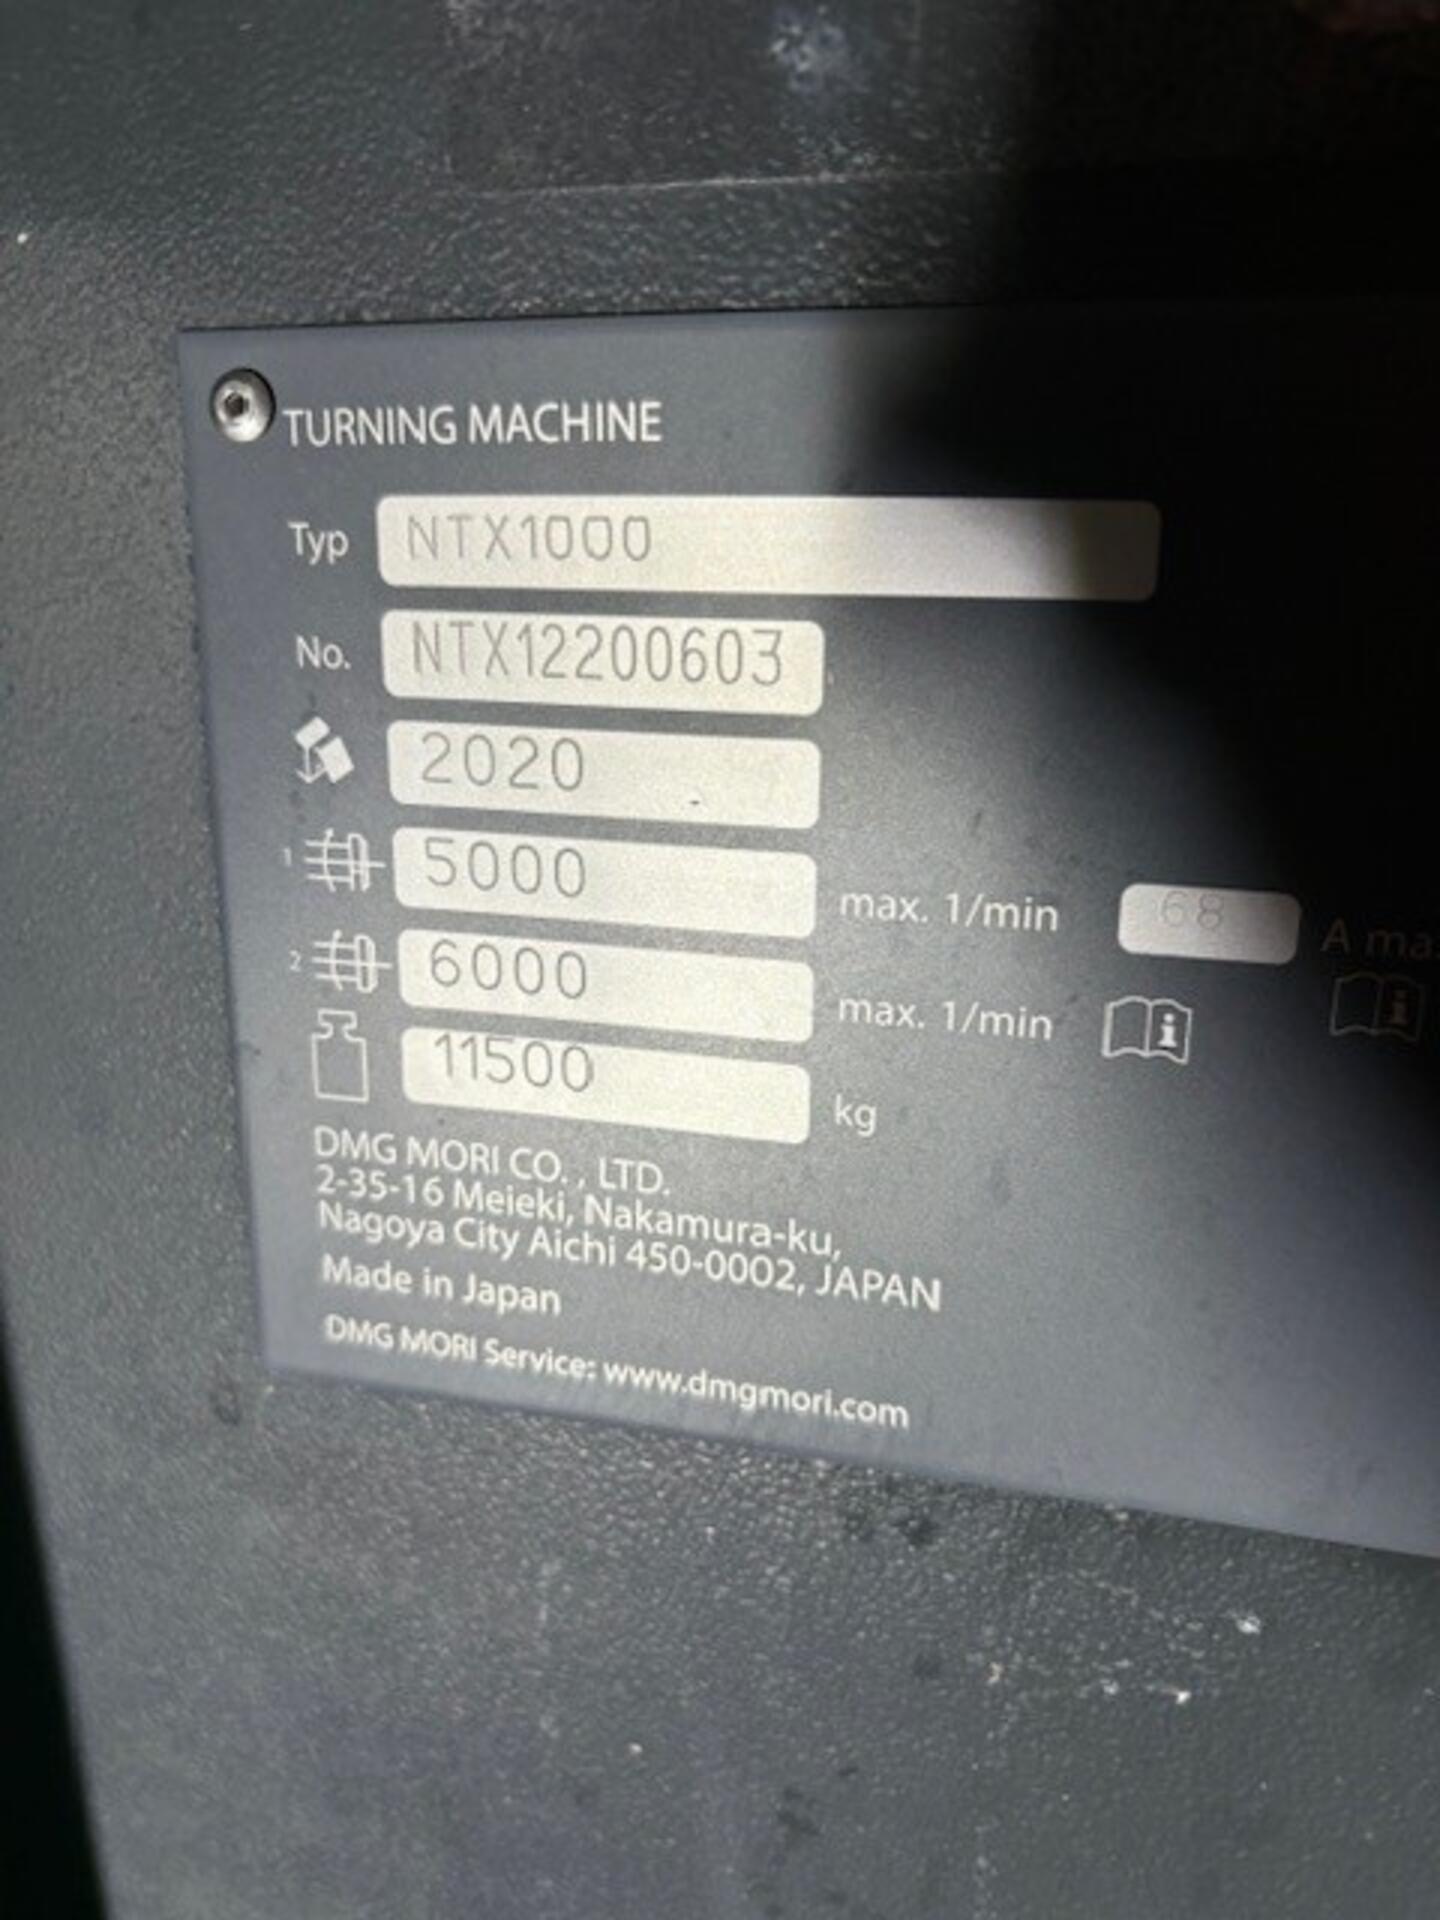 TURNING MACHINE
Typ NTX1000
No. NTX12200603
2020
1 5000 max. 1/min 68 A
2 6000 max. 1/min
11500 kg
DMG MORI CO. , LTD.
2-35-16 Meieki, Nakamura-ku,
Nagoya City Aichi 450-0002, JAPAN
Made in Japan
DMG MORI Service: www.dmgmori.com